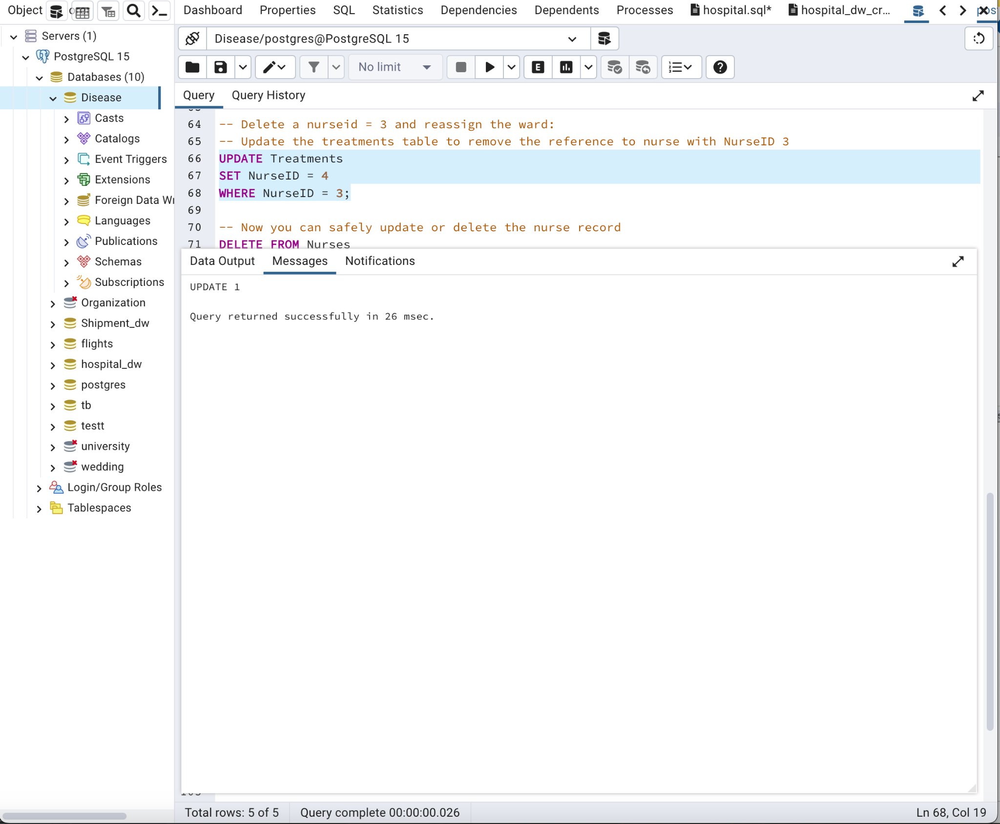 Object
Dashboard Properties SQL Statistics Dependencies Dependents Processes hospital.sql* hospital_dw_cr...
Servers (1)
PostgreSQL 15
Databases (10)
Disease
Casts
Catalogs
Event Triggers
Extensions
Foreign Data Wr
Languages
Publications
Schemas
Subscriptions
Organization
Shipment_dw
flights
hospital_dw
postgres
tb
testt
university
wedding
Login/Group Roles
Tablespaces
Disease/postgres@PostgreSQL 15
No limit
E
Query Query History
64 -- Delete a nurseid = 3 and reassign the ward:
65 -- Update the treatments table to remove the reference to nurse with NurseID 3
66 UPDATE Treatments
67 SET NurseID = 4
68 WHERE NurseID = 3;
69
70 -- Now you can safely update or delete the nurse record
71 DELETE FROM Nurses
Data Output Messages Notifications
UPDATE 1
Query returned successfully in 26 msec.
Total rows: 5 of 5 Query complete 00:00:00.026 Ln 68, Col 19